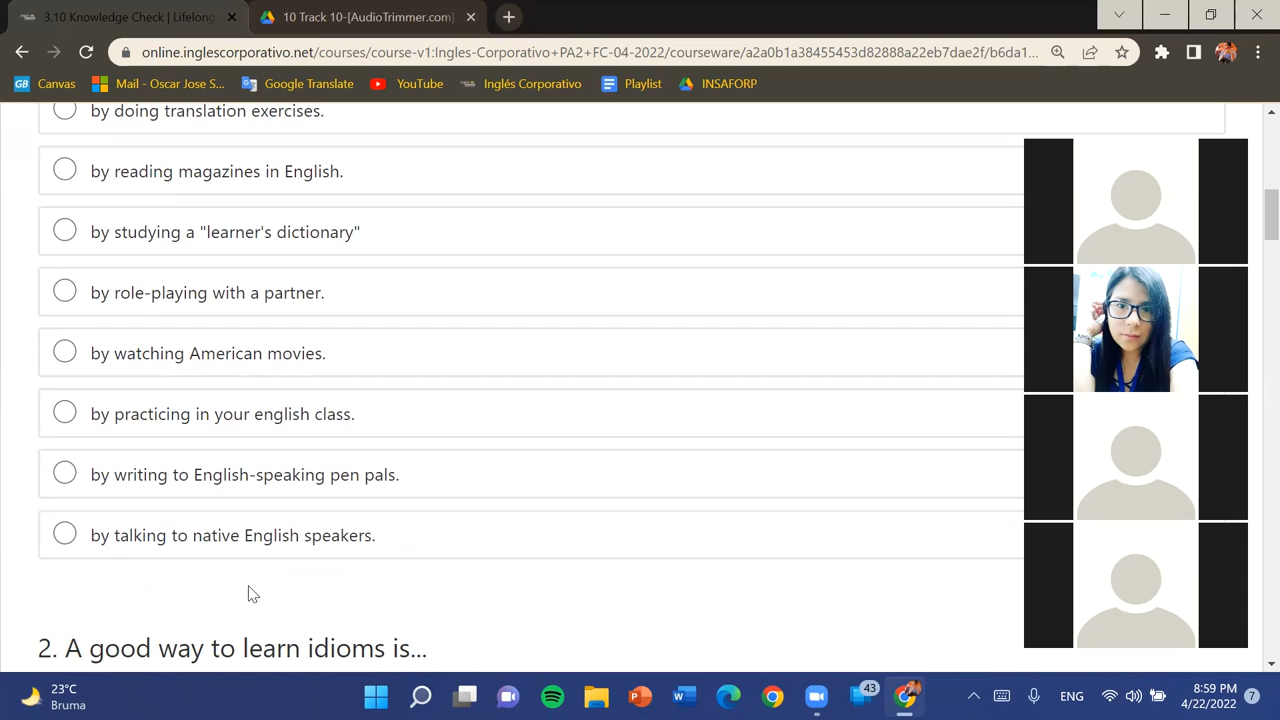 3.10 Knowledge Check | Lifelong
10 Track 10-[AudioTrimmer.com]
online.inglescorporativo.net/courses/course-v1:Ingles-Corporativo+PA2+FC-04-2022/courseware/a2a0b1a38455453d82888a22eb7dae2f/b6da1...
GB Canvas
Mail - Oscar Jose S...
Google Translate
YouTube
Inglés Corporativo
Playlist
INSAFORP
by doing translation exercises.
by reading magazines in English.
by studying a "learner's dictionary"
by role-playing with a partner.
by watching American movies.
by practicing in your english class.
by writing to English-speaking pen pals.
by talking to native English speakers.
2. A good way to learn idioms is...
23°C
Bruma
43
ENG
8:59 PM
4/22/2022
7